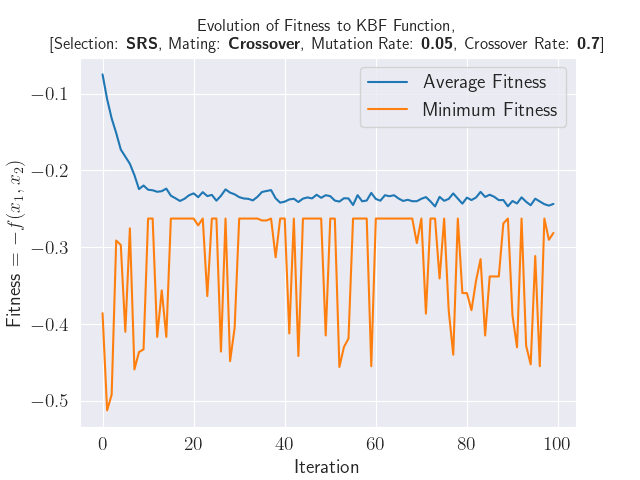 Evolution of Fitness to KBF Function,
[Selection: SRS, Mating: Crossover, Mutation Rate: 0.05, Crossover Rate: 0.7]
Average Fitness
Minimum Fitness
−0.1
−0.2
−0.3
−0.4
−0.5
Fitness = −f(x₁, x₂)
0 20 40 60 80 100
Iteration